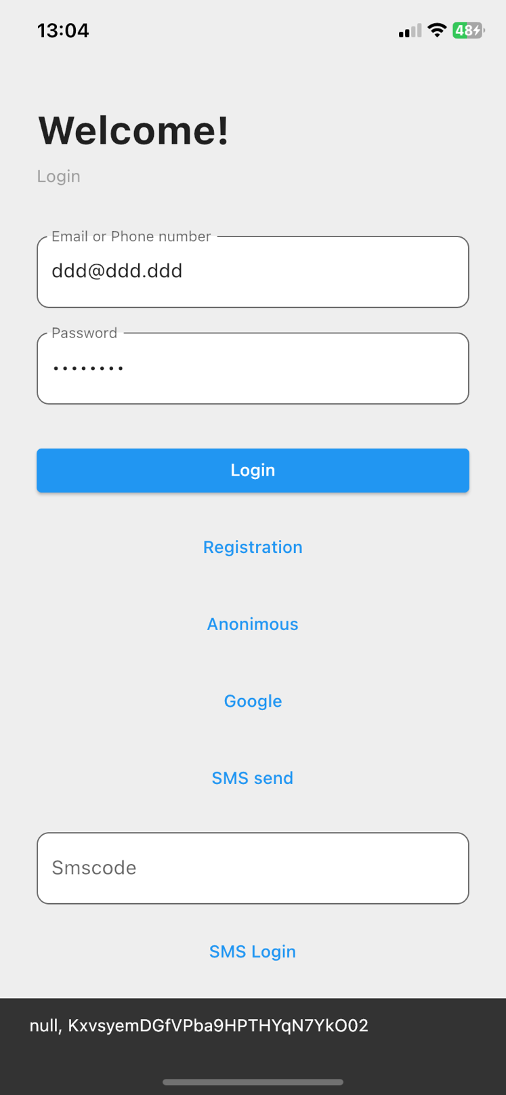 13:04
48
Welcome!
Login
Email or Phone number
ddd@ddd.ddd
Password
••••••••
Login
Registration
Anonimous
Google
SMS send
Smscode
SMS Login
null, KxvsyemDGfVPba9HPTHYqN7YkO02